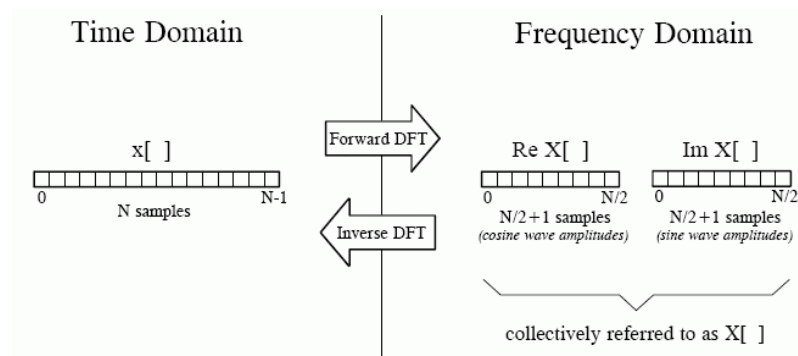 Time Domain
Frequency Domain
Forward DFT
x[ ]
Re X[ ]
Im X[ ]
0
N-1
0
N/2
0
N/2
N samples
N/2+1 samples
N/2+1 samples
(cosine wave amplitudes)
(sine wave amplitudes)
Inverse DFT
collectively referred to as X[ ]